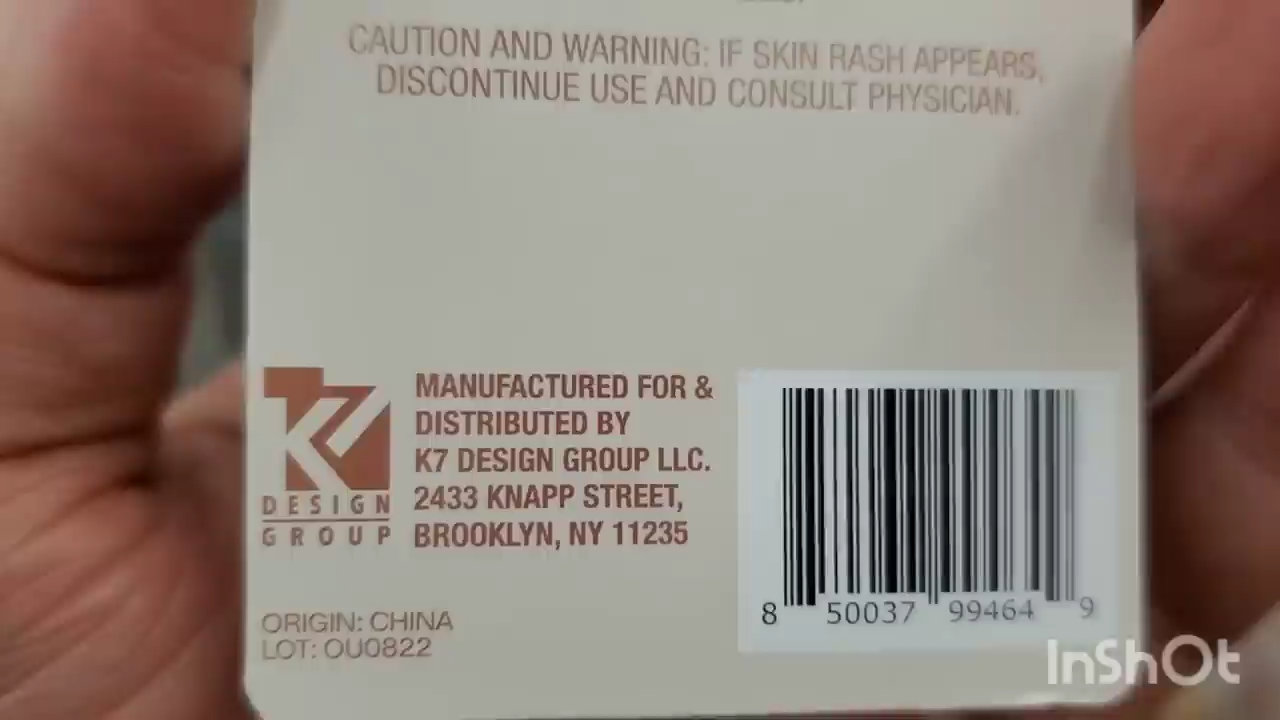 CAUTION AND WARNING: IF SKIN RASH APPEARS,
DISCONTINUE USE AND CONSULT PHYSICIAN.
K7
DESIGN
GROUP
MANUFACTURED FOR &
DISTRIBUTED BY
K7 DESIGN GROUP LLC.
2433 KNAPP STREET,
BROOKLYN, NY 11235
8 50037 99464 9
ORIGIN: CHINA
LOT: OU0822
InShOt